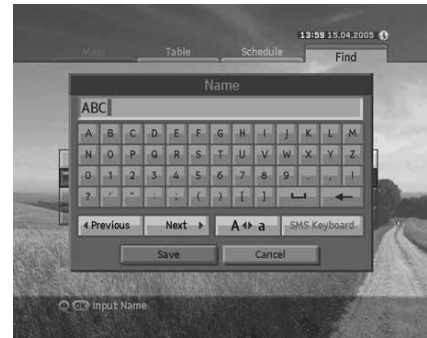 13:59 15.04.2005
Main Table Schedule Find
Name
ABC
A B C D E F G H I J K L M
N O P Q R S T U V W X Y Z
0 1 2 3 4 5 6 7 8 9 . , !
? ' " : ; ( ) [ ]
Previous Next A a SMS Keyboard
Save Cancel
OK Input Name